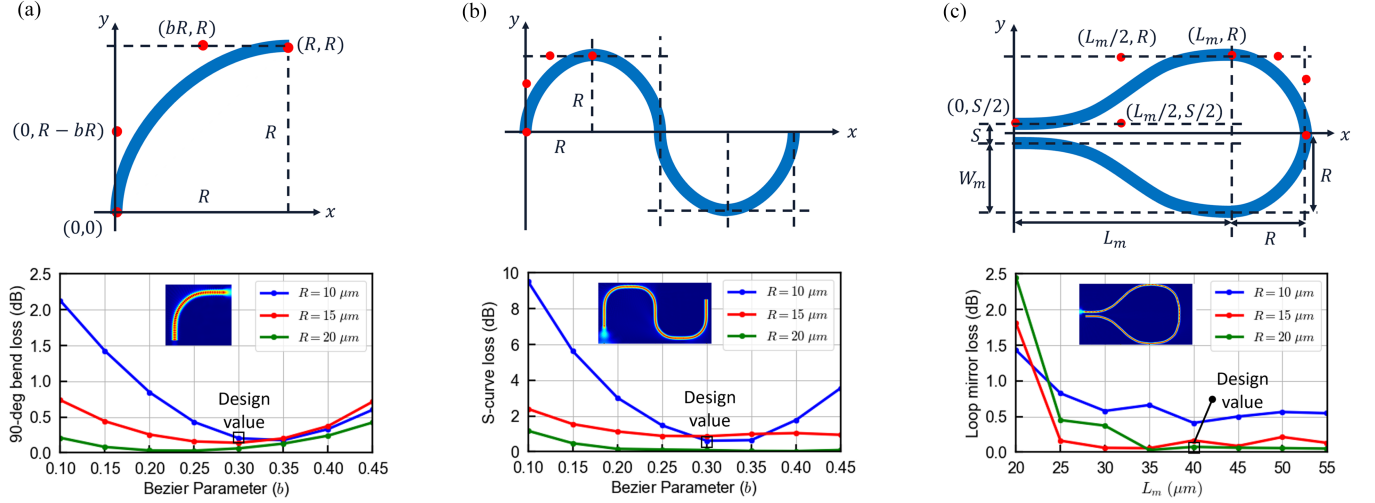 (a)
y
(bR, R)
(R, R)
(0, R − bR)
R
R
x
(0,0)
(b)
y
R
R
x
(c)
y
(L_m/2, R)
(L_m, R)
(0, S/2)
(L_m/2, S/2)
x
S
W_m
R
L_m
R
90-deg bend loss (dB)
2.5
2.0
1.5
1.0
0.5
0.0
R = 10 μm
R = 15 μm
R = 20 μm
Design
value
0.10 0.15 0.20 0.25 0.30 0.35 0.40 0.45
Bezier Parameter (b)
S-curve loss (dB)
10
8
6
4
2
0
R = 10 μm
R = 15 μm
R = 20 μm
Design
value
0.10 0.15 0.20 0.25 0.30 0.35 0.40 0.45
Bezier Parameter (b)
Loop mirror loss (dB)
2.5
2.0
1.5
1.0
0.5
0.0
R = 10 μm
R = 15 μm
R = 20 μm
Design
value
20 25 30 35 40 45 50 55
L_m (μm)